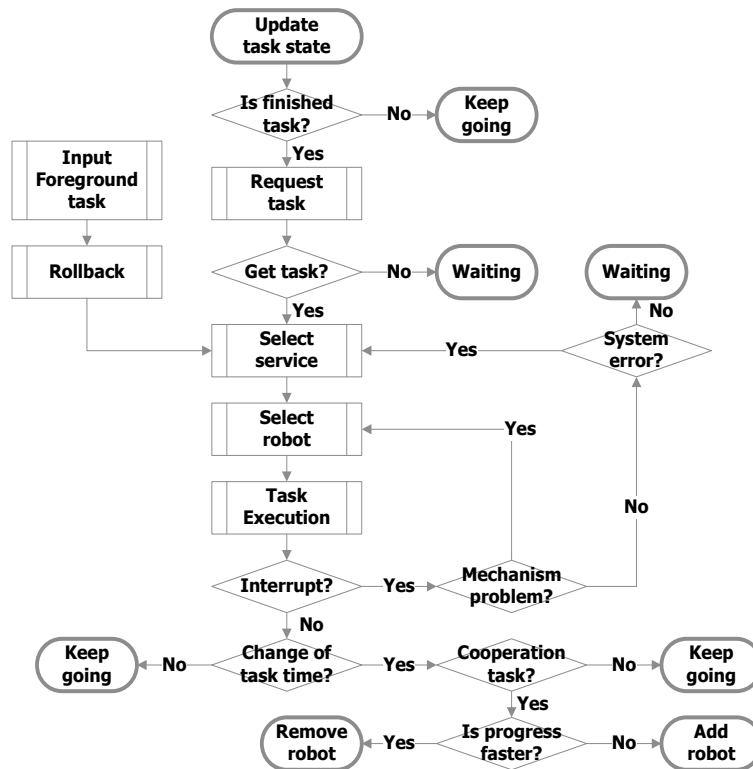 Update
task state
Is finished
task?
No
Keep
going
Yes
Input
Foreground
task
Request
task
Rollback
Get task?
No
Waiting
Waiting
Yes
No
Select
service
Yes
System
error?
Select
robot
Yes
Task
Execution
No
Interrupt?
Yes
Mechanism
problem?
No
Keep
going
No
Change of
task time?
Yes
Cooperation
task?
No
Keep
going
Yes
Remove
robot
Yes
Is progress
faster?
No
Add
robot